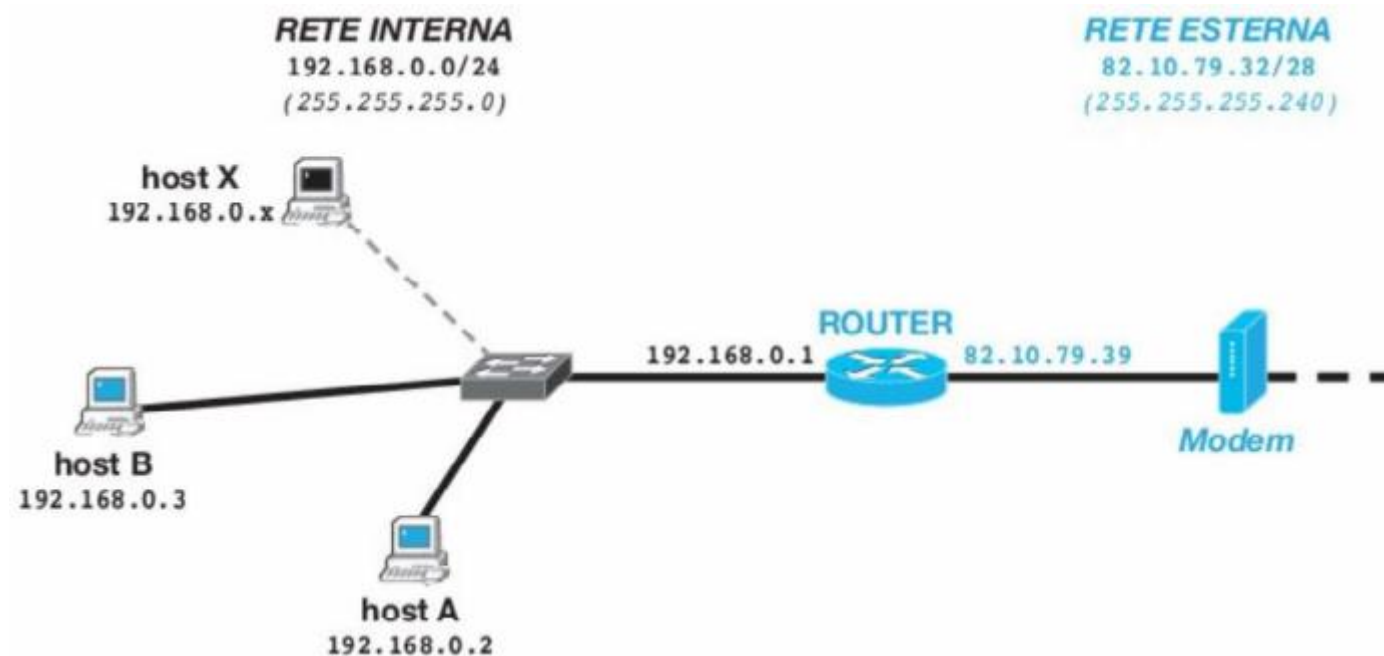 RETE INTERNA
192.168.0.0/24
(255.255.255.0)
RETE ESTERNA
82.10.79.32/28
(255.255.255.240)
host X
192.168.0.x
ROUTER
192.168.0.1
82.10.79.39
Modem
host B
192.168.0.3
host A
192.168.0.2